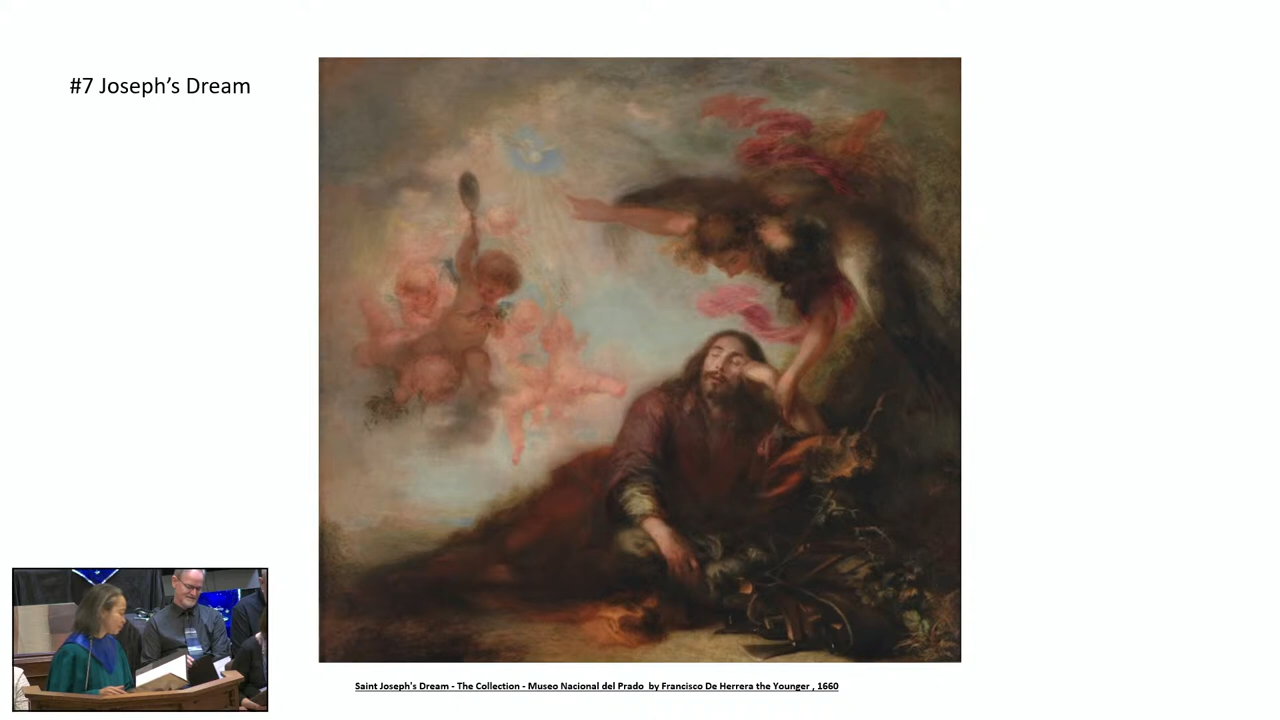 #7 Joseph’s Dream
Saint Joseph's Dream - The Collection - Museo Nacional del Prado  by Francisco De Herrera the Younger , 1660